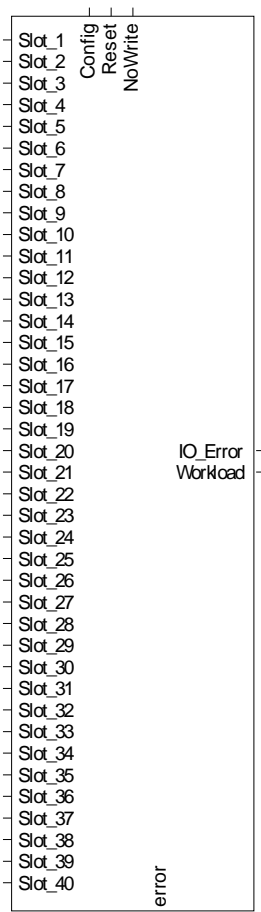 Config
Reset
NoWrite
Slot_1
Slot_2
Slot_3
Slot_4
Slot_5
Slot_6
Slot_7
Slot_8
Slot_9
Slot_10
Slot_11
Slot_12
Slot_13
Slot_14
Slot_15
Slot_16
Slot_17
Slot_18
Slot_19
Slot_20
Slot_21
Slot_22
Slot_23
Slot_24
Slot_25
Slot_26
Slot_27
Slot_28
Slot_29
Slot_30
Slot_31
Slot_32
Slot_33
Slot_34
Slot_35
Slot_36
Slot_37
Slot_38
Slot_39
Slot_40
IO_Error
Workload
error